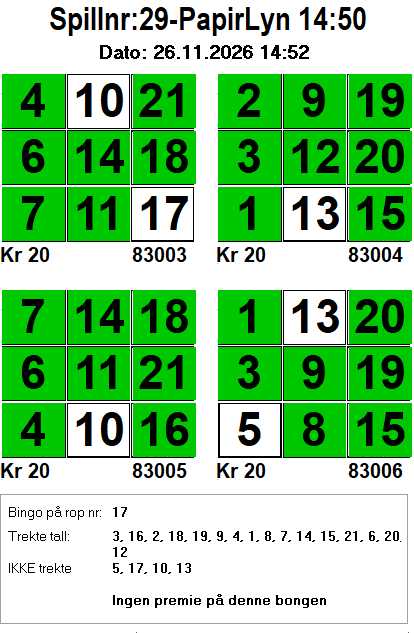 Spillnr:29-PapirLyn 14:50
Dato: 26.11.2026 14:52
4 10 21
6 14 18
7 11 17
Kr 20 83003
2 9 19
3 12 20
1 13 15
Kr 20 83004
7 14 18
6 11 21
4 10 16
Kr 20 83005
1 13 20
3 9 19
5 8 15
Kr 20 83006
Bingo på rop nr: 17
Trekte tall: 3, 16, 2, 18, 19, 9, 4, 1, 8, 7, 14, 15, 21, 6, 20,
12
IKKE trekte 5, 17, 10, 13
Ingen premie på denne bongen